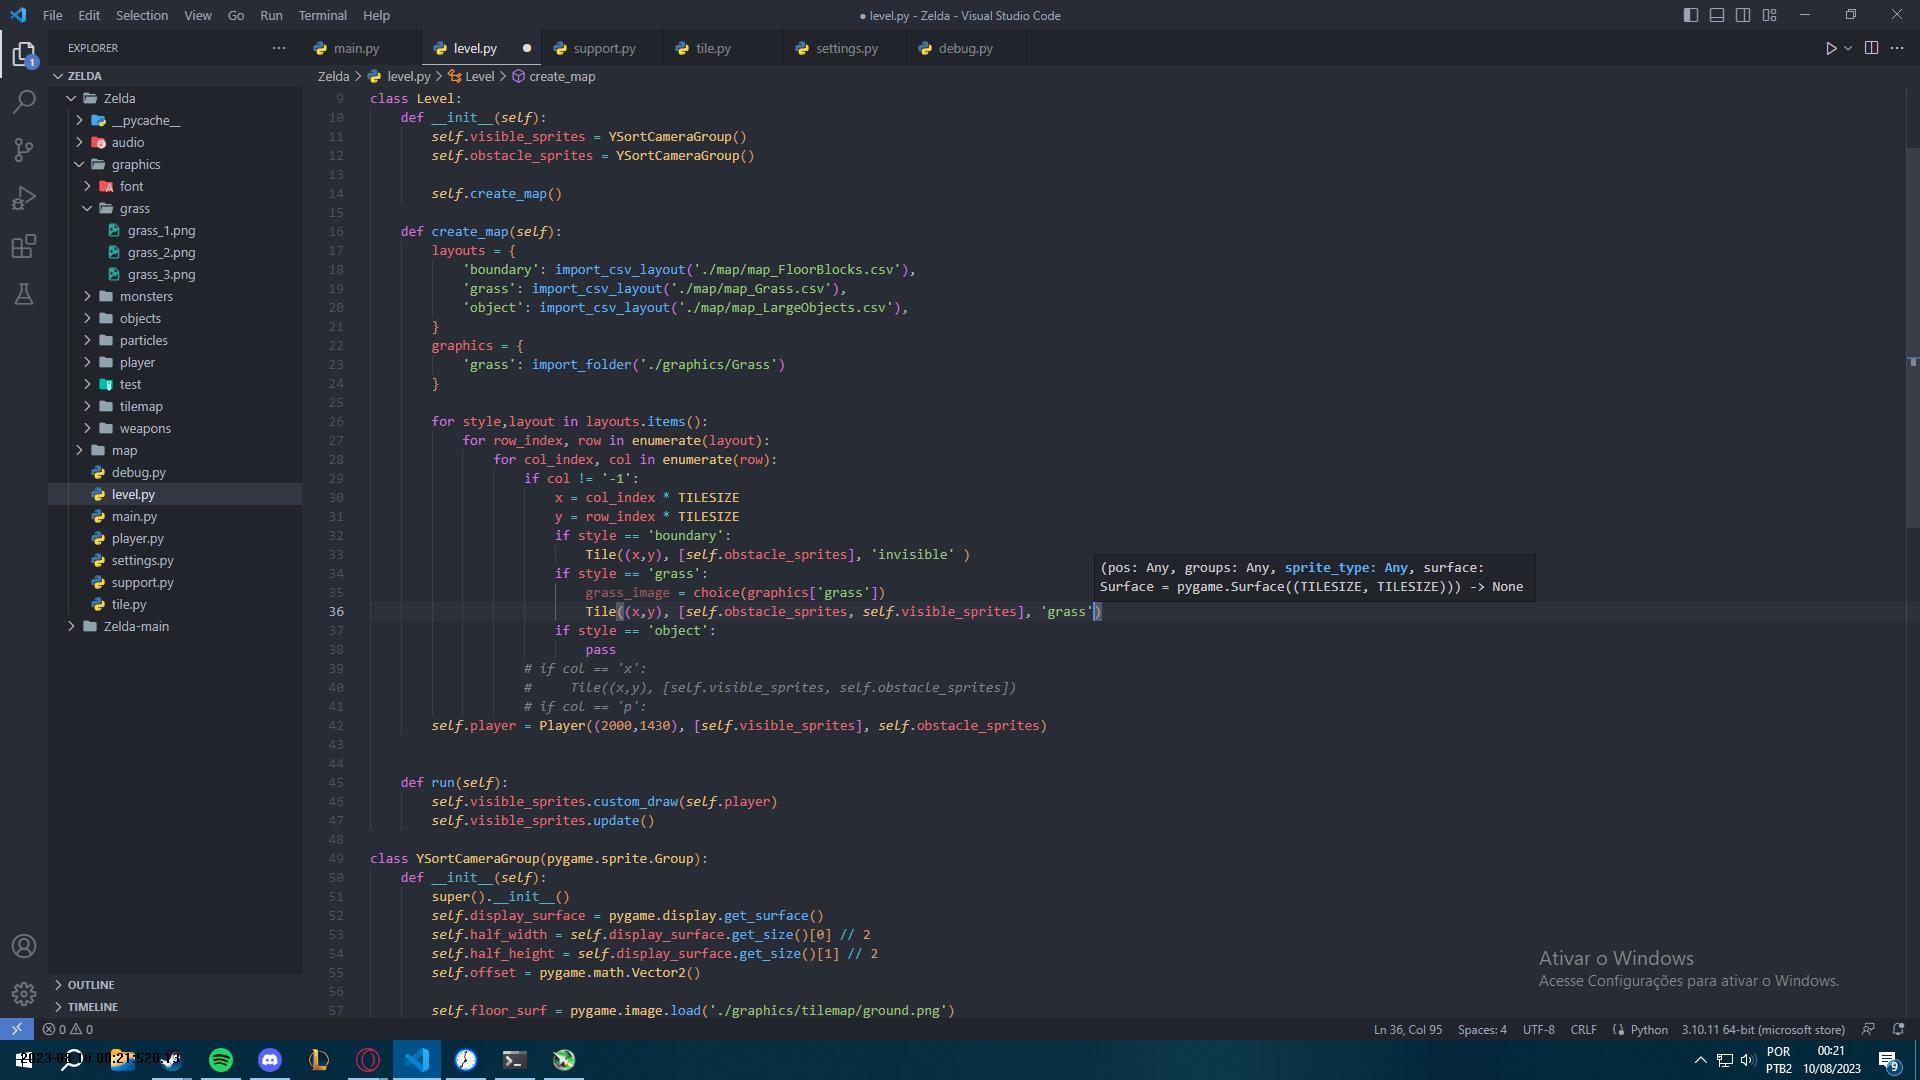 File Edit Selection View Go Run Terminal Help
● level.py - Zelda - Visual Studio Code
EXPLORER
main.py
level.py
support.py
tile.py
settings.py
debug.py
1
ZELDA
Zelda > level.py > Level > create_map
Zelda
__pycache__
audio
graphics
font
grass
grass_1.png
grass_2.png
grass_3.png
monsters
objects
particles
player
test
tilemap
weapons
map
debug.py
level.py
main.py
player.py
settings.py
support.py
tile.py
Zelda-main
OUTLINE
TIMELINE
9 class Level:
10 def __init__(self):
11 self.visible_sprites = YSortCameraGroup()
12 self.obstacle_sprites = YSortCameraGroup()
13
14 self.create_map()
15
16 def create_map(self):
17 layouts = {
18 'boundary': import_csv_layout('./map/map_FloorBlocks.csv'),
19 'grass': import_csv_layout('./map/map_Grass.csv'),
20 'object': import_csv_layout('./map/map_LargeObjects.csv'),
21 }
22 graphics = {
23 'grass': import_folder('./graphics/Grass')
24 }
25
26 for style,layout in layouts.items():
27 for row_index, row in enumerate(layout):
28 for col_index, col in enumerate(row):
29 if col != '-1':
30 x = col_index * TILESIZE
31 y = row_index * TILESIZE
32 if style == 'boundary':
33 Tile((x,y), [self.obstacle_sprites], 'invisible' )
34 if style == 'grass':
35 grass_image = choice(graphics['grass'])
36 Tile((x,y), [self.obstacle_sprites, self.visible_sprites], 'grass')
37 if style == 'object':
38 pass
39 # if col == 'x':
40 # Tile((x,y), [self.visible_sprites, self.obstacle_sprites])
41 # if col == 'p':
42 self.player = Player((2000,1430), [self.visible_sprites], self.obstacle_sprites)
43
44
45 def run(self):
46 self.visible_sprites.custom_draw(self.player)
47 self.visible_sprites.update()
48
49 class YSortCameraGroup(pygame.sprite.Group):
50 def __init__(self):
51 super().__init__()
52 self.display_surface = pygame.display.get_surface()
53 self.half_width = self.display_surface.get_size()[0] // 2
54 self.half_height = self.display_surface.get_size()[1] // 2
55 self.offset = pygame.math.Vector2()
56
57 self.floor_surf = pygame.image.load('./graphics/tilemap/ground.png')
(pos: Any, groups: Any, sprite_type: Any, surface:
Surface = pygame.Surface((TILESIZE, TILESIZE))) -> None
Ativar o Windows
Acesse Configurações para ativar o Windows.
0 0
Ln 36, Col 95 Spaces: 4 UTF-8 CRLF Python 3.10.11 64-bit (microsoft store)
POR
PTB2
00:21
10/08/2023
9